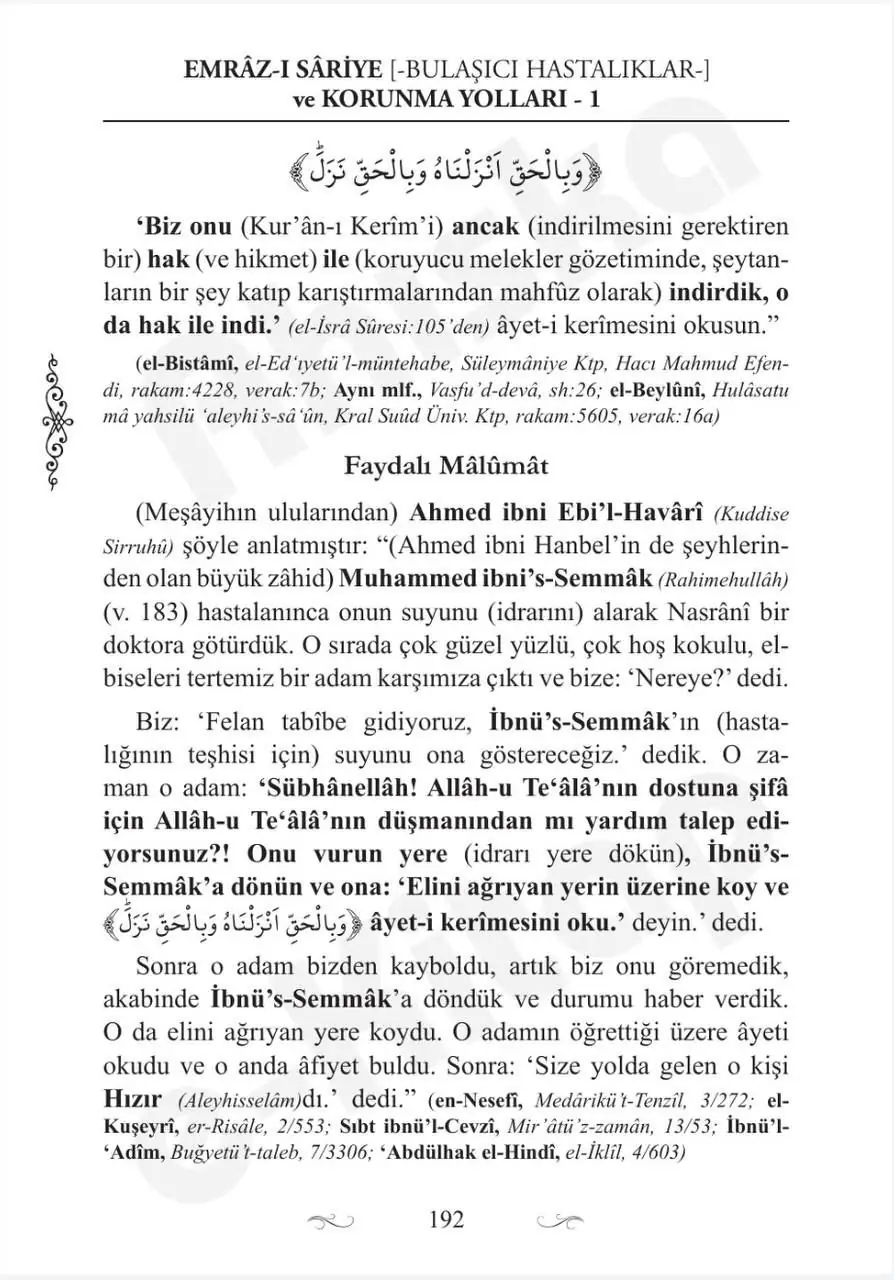 EMRÂZ-I SÂRİYE [-BULAŞICI HASTALIKLAR-]
ve KORUNMA YOLLARI - 1
﴿وَبِالْحَقِّ اَنْزَلْنَاهُ وَبِالْحَقِّ نَزَلَۜ﴾
‘Biz onu (Kur’ân-ı Kerîm’i) ancak (indirilmesini gerektiren
bir) hak (ve hikmet) ile (koruyucu melekler gözetiminde, şeytan-
ların bir şey katıp karıştırmalarından mahfûz olarak) indirdik, o
da hak ile indi.’ (el-İsrâ Sûresi:105’den) âyet-i kerîmesini okusun.”
(el-Bistâmî, el-Ed‘ıyetü’l-müntehabe, Süleymâniye Ktp, Hacı Mahmud Efen-
di, rakam:4228, verak:7b; Aynı mlf., Vasfu’d-devâ, sh:26; el-Beylûnî, Hulâsatu
mâ yahsilü ‘aleyhi’s-sâ‘ûn, Kral Suûd Üniv. Ktp, rakam:5605, verak:16a)
Faydalı Mâlûmât
(Meşâyihın ulularından) Ahmed ibni Ebi’l-Havârî (Kuddise
Sirruhû) şöyle anlatmıştır: “(Ahmed ibni Hanbel’in de şeyhlerin-
den olan büyük zâhid) Muhammed ibni’s-Semmâk (Rahimehullâh)
(v. 183) hastalanınca onun suyunu (idrarını) alarak Nasrânî bir
doktora götürdük. O sırada çok güzel yüzlü, çok hoş kokulu, el-
biseleri tertemiz bir adam karşımıza çıktı ve bize: ‘Nereye?’ dedi.
Biz: ‘Felan tabîbe gidiyoruz, İbnü’s-Semmâk’ın (hasta-
lığının teşhisi için) suyunu ona göstereceğiz.’ dedik. O za-
man o adam: ‘Sübhânellâh! Allâh-u Te‘âlâ’nın dostuna şifâ
için Allâh-u Te‘âlâ’nın düşmanından mı yardım talep edi-
yorsunuz?! Onu vurun yere (idrarı yere dökün), İbnü’s-
Semmâk’a dönün ve ona: ‘Elini ağrıyan yerin üzerine koy ve
﴿وَبِالْحَقِّ اَنْزَلْنَاهُ وَبِالْحَقِّ نَزَلَۜ﴾ âyet-i kerîmesini oku.’ deyin.’ dedi.
Sonra o adam bizden kayboldu, artık biz onu göremedik,
akabinde İbnü’s-Semmâk’a döndük ve durumu haber verdik.
O da elini ağrıyan yere koydu. O adamın öğrettiği üzere âyeti
okudu ve o anda âfiyet buldu. Sonra: ‘Size yolda gelen o kişi
Hızır (Aleyhisselâm)dı.’ dedi.” (en-Nesefî, Medârikü’t-Tenzîl, 3/272; el-
Kuşeyrî, er-Risâle, 2/553; Sıbt ibnü’l-Cevzî, Mir’âtü’z-zamân, 13/53; İbnü’l-
‘Adîm, Buğyetü’t-taleb, 7/3306; ‘Abdülhak el-Hindî, el-İklîl, 4/603)
192